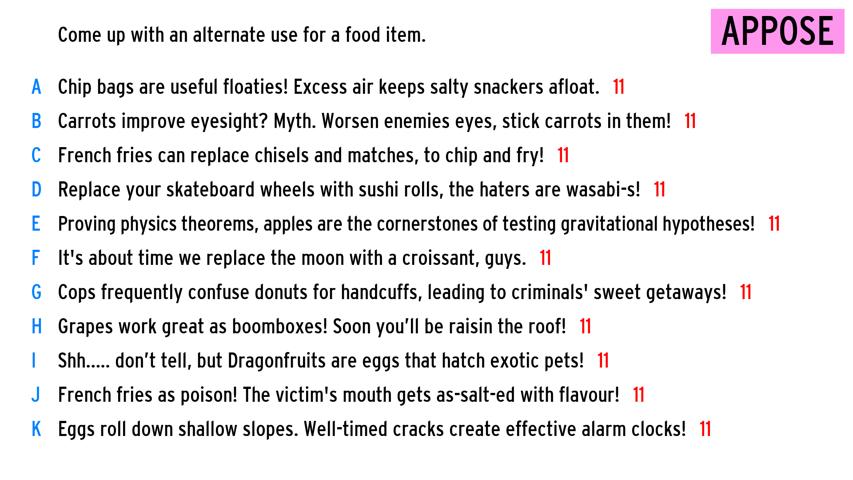 Come up with an alternate use for a food item.
APPOSE
A Chip bags are useful floaties! Excess air keeps salty snackers afloat. 11
B Carrots improve eyesight? Myth. Worsen enemies eyes, stick carrots in them! 11
C French fries can replace chisels and matches, to chip and fry! 11
D Replace your skateboard wheels with sushi rolls, the haters are wasabi-s! 11
E Proving physics theorems, apples are the cornerstones of testing gravitational hypotheses! 11
F It's about time we replace the moon with a croissant, guys. 11
G Cops frequently confuse donuts for handcuffs, leading to criminals' sweet getaways! 11
H Grapes work great as boomboxes! Soon you’ll be raisin the roof! 11
I Shh..... don’t tell, but Dragonfruits are eggs that hatch exotic pets! 11
J French fries as poison! The victim's mouth gets as-salt-ed with flavour! 11
K Eggs roll down shallow slopes. Well-timed cracks create effective alarm clocks! 11